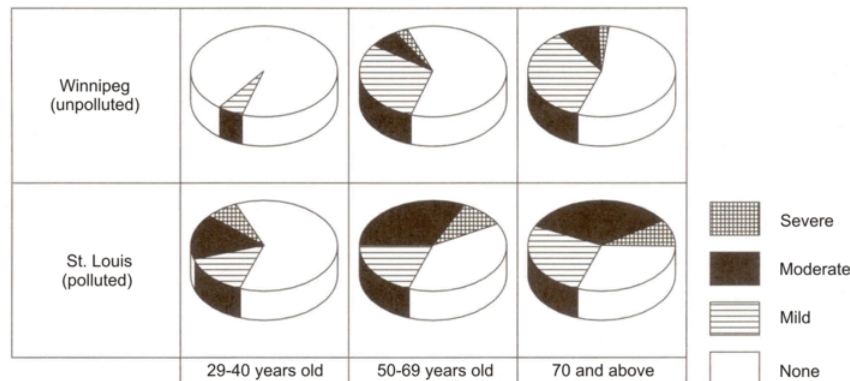 Winnipeg
(unpolluted)
St. Louis
(polluted)
Severe
Moderate
Mild
None
29-40 years old
50-69 years old
70 and above